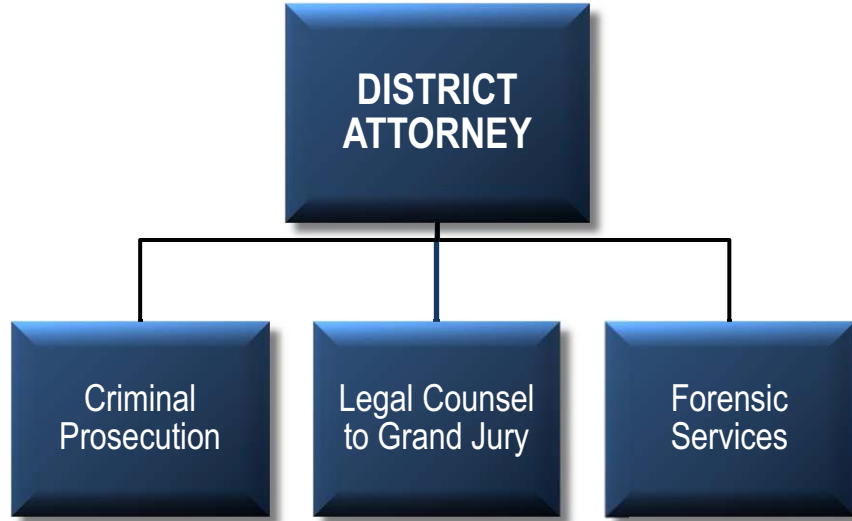 DISTRICT
ATTORNEY
Criminal
Prosecution
Legal Counsel
to Grand Jury
Forensic
Services